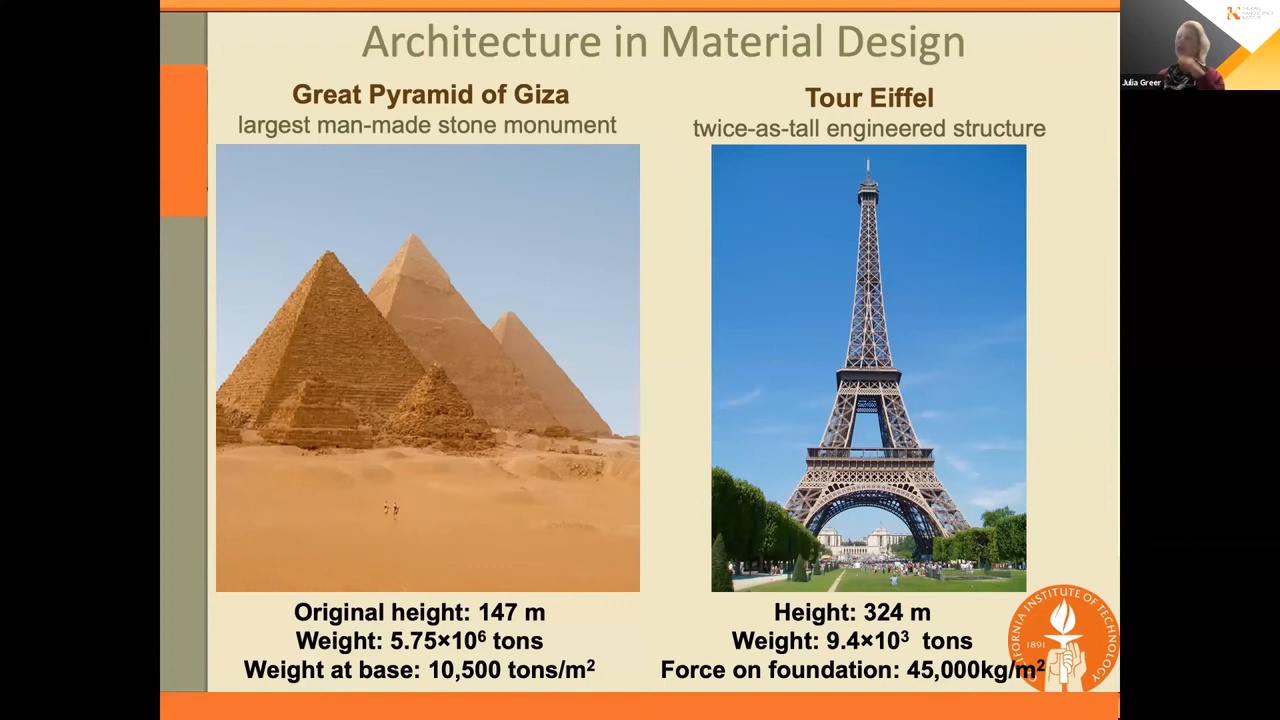 Architecture in Material Design
Great Pyramid of Giza
largest man-made stone monument
Original height: 147 m
Weight: 5.75×10⁶ tons
Weight at base: 10,500 tons/m²
Tour Eiffel
twice-as-tall engineered structure
Height: 324 m
Weight: 9.4×10³ tons
Force on foundation: 45,000kg/m²
INSTITUTE OF TECHNOLOGY
1891
Julia Greer